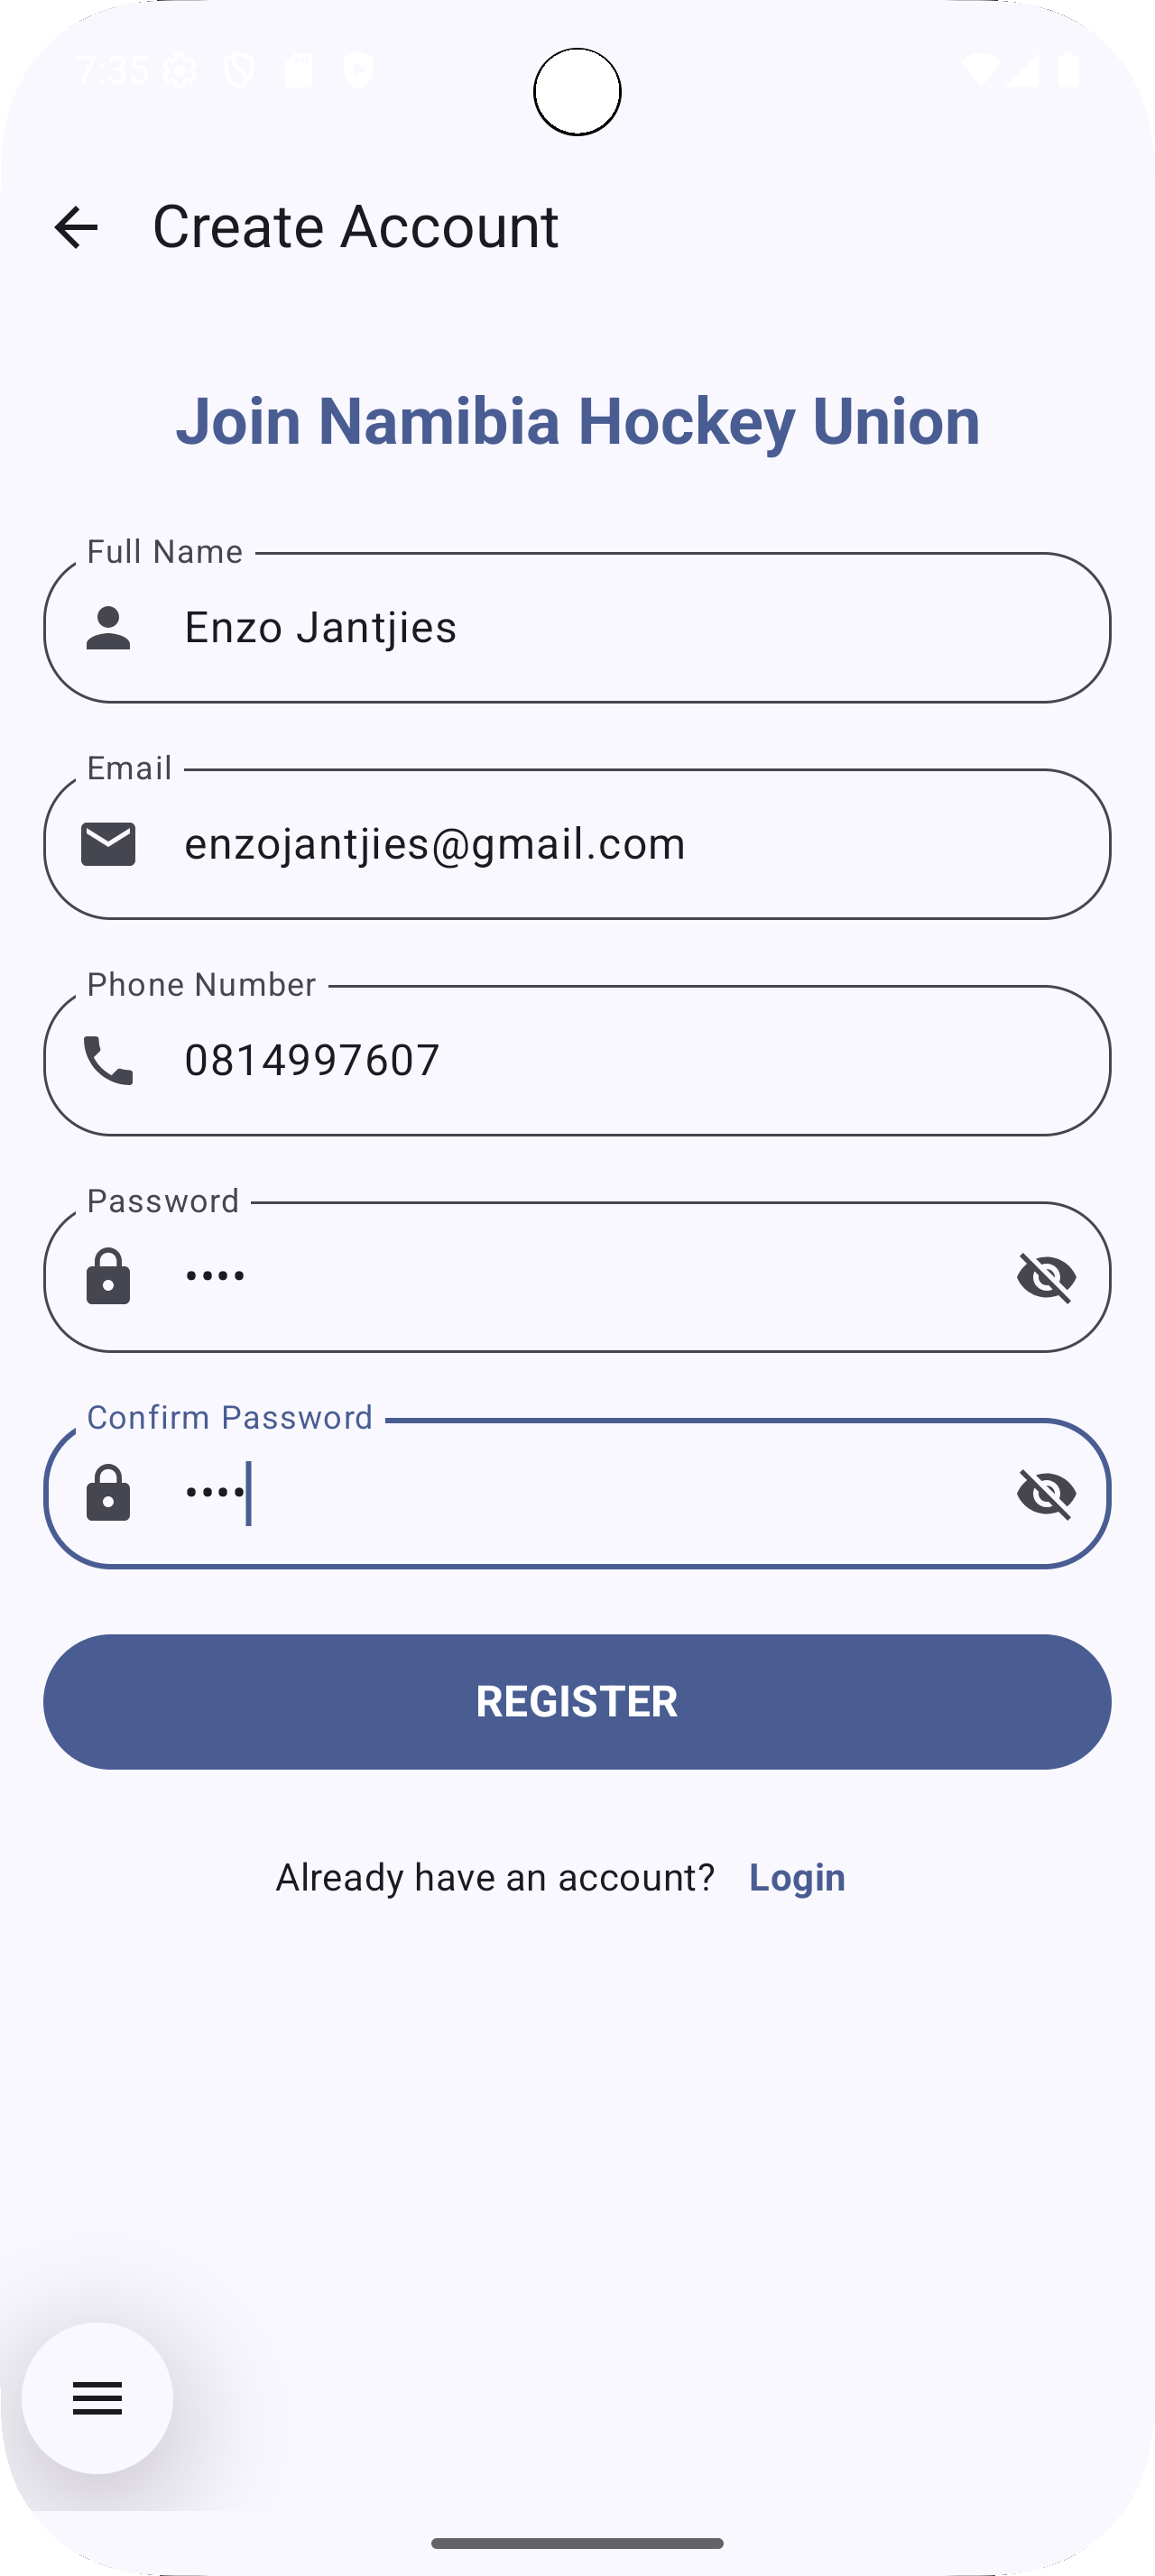 7:35
Create Account
Join Namibia Hockey Union
Full Name
Enzo Jantjies
Email
enzojantjies@gmail.com
Phone Number
0814997607
Password
••••
Confirm Password
••••
REGISTER
Already have an account? Login